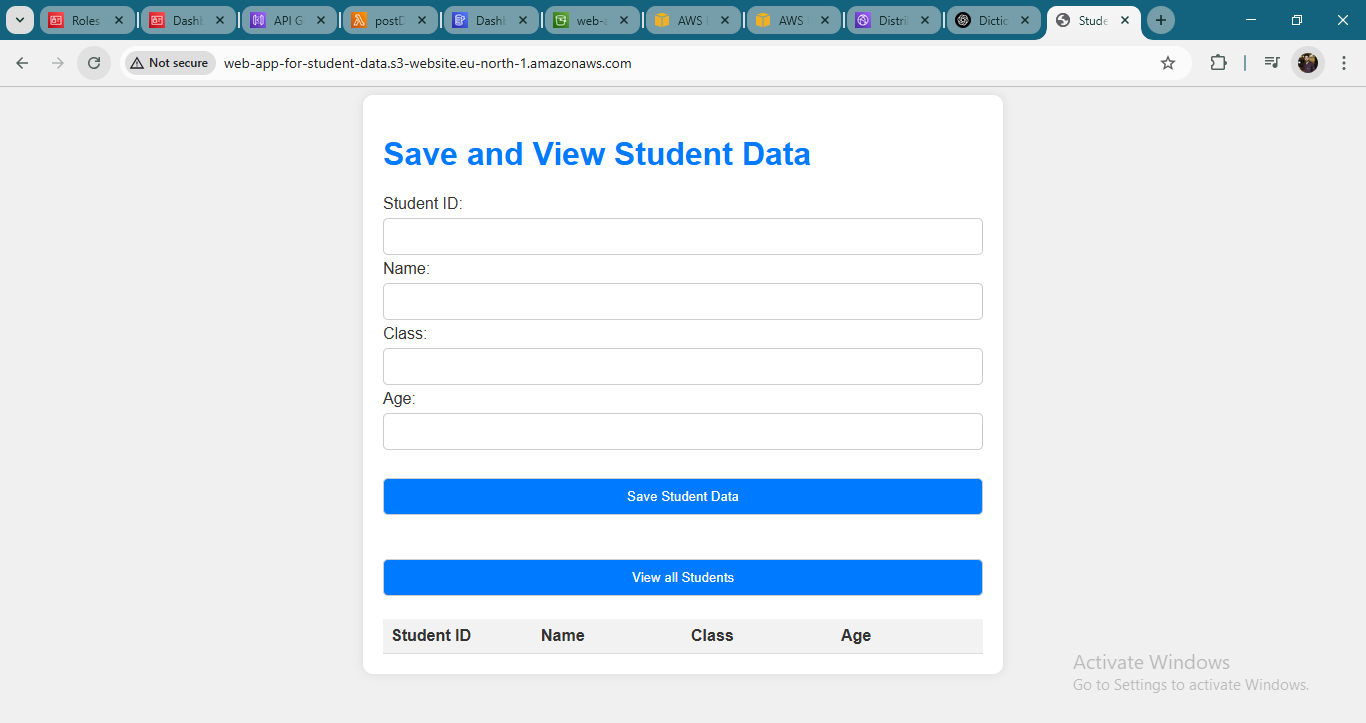 Roles
Dashl
API G
postD
Dashl
web-a
AWS
AWS
Distri
Dictio
Stude
Not secure
web-app-for-student-data.s3-website.eu-north-1.amazonaws.com
Save and View Student Data
Student ID:
Name:
Class:
Age:
Save Student Data
View all Students
Student ID Name Class Age
Activate Windows
Go to Settings to activate Windows.